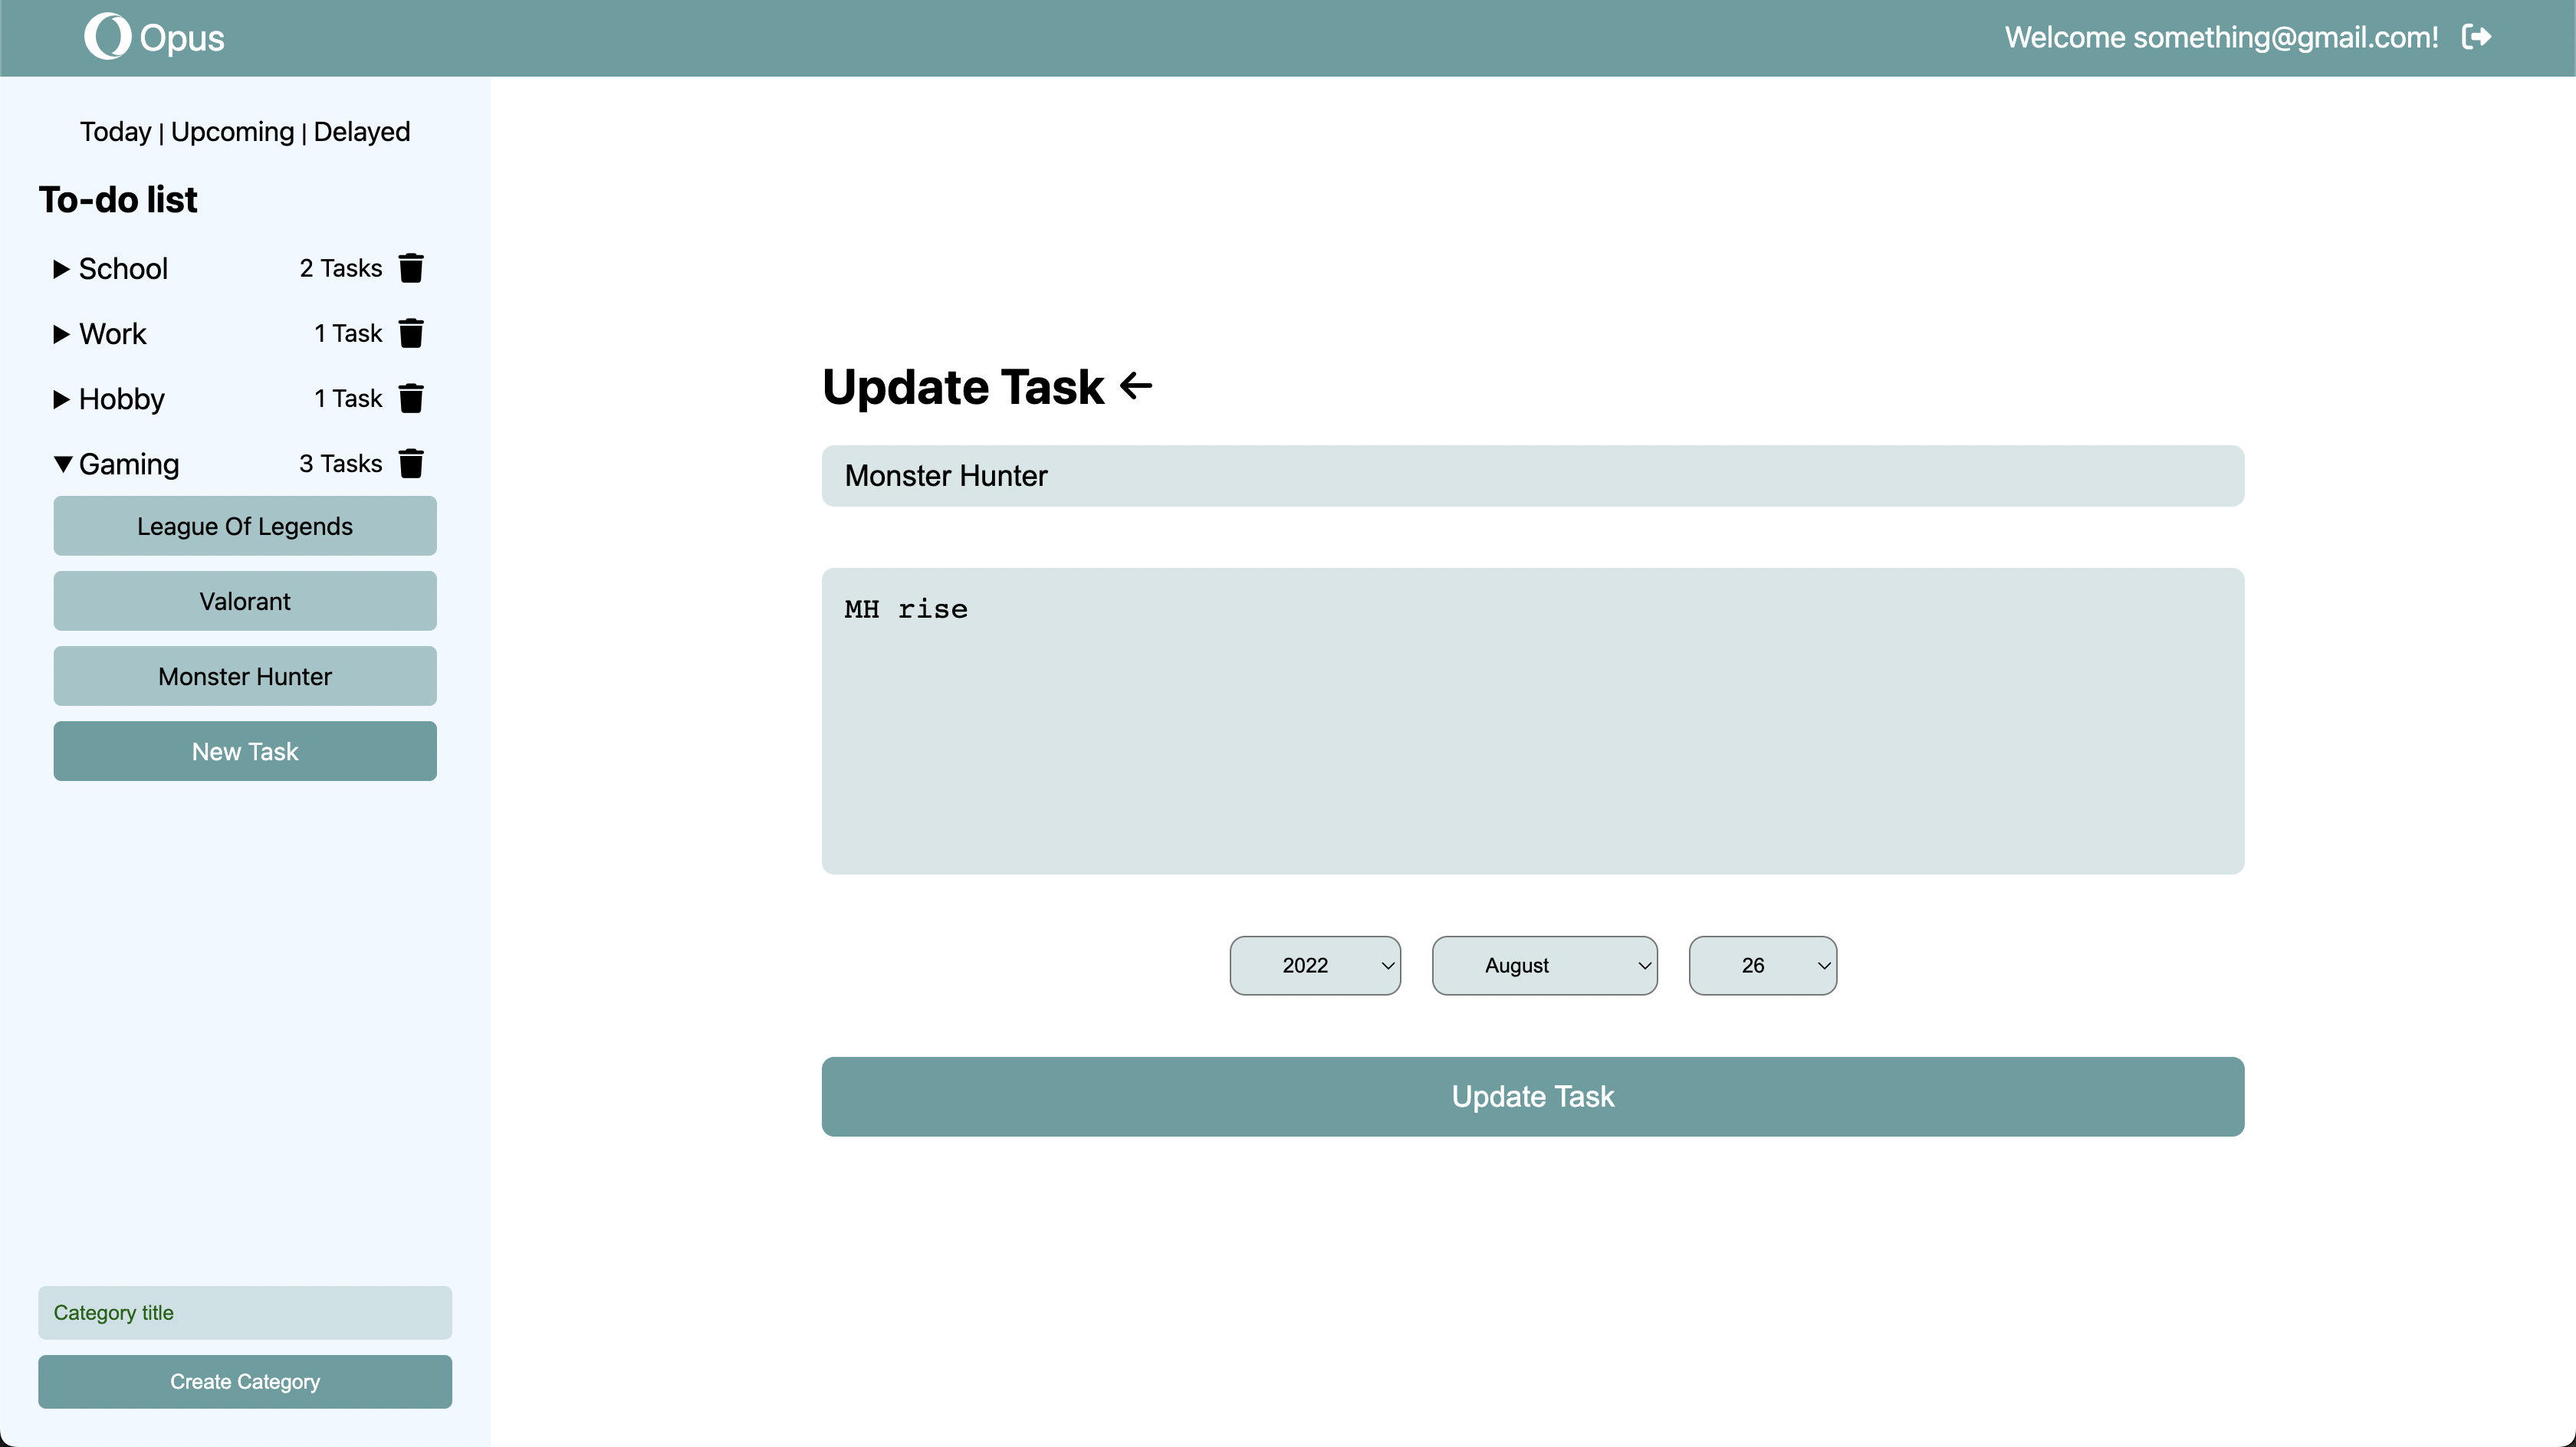 Opus
Welcome something@gmail.com!
Today | Upcoming | Delayed
To-do list
School 2 Tasks
Work 1 Task
Hobby 1 Task
Gaming 3 Tasks
League Of Legends
Valorant
Monster Hunter
New Task
Category title
Create Category
Update Task
Monster Hunter
MH rise
2022 August 26
Update Task